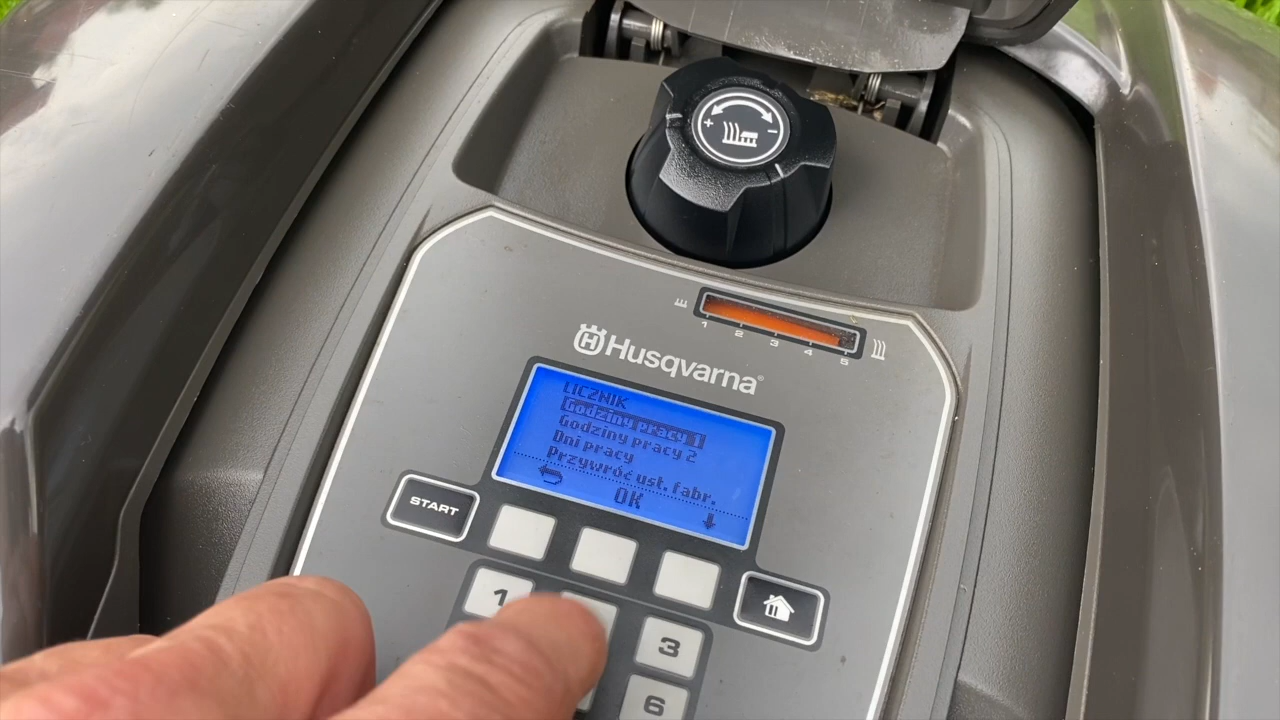 + -
1 2 3 4 5
H Husqvarna®
LICZNIK
Godziny pracy 1
Godziny pracy 2
Dni pracy
Przywróć ust. fabr.
OK
START
1
3
6